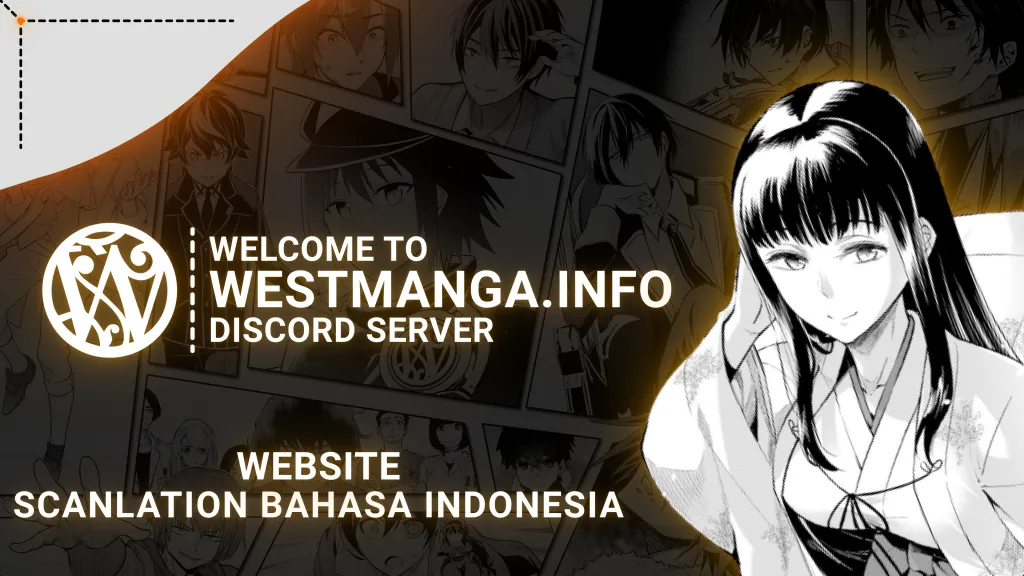 WELCOME TO
WESTMANGA.INFO
DISCORD SERVER
WEBSITE
SCANLATION BAHASA INDONESIA